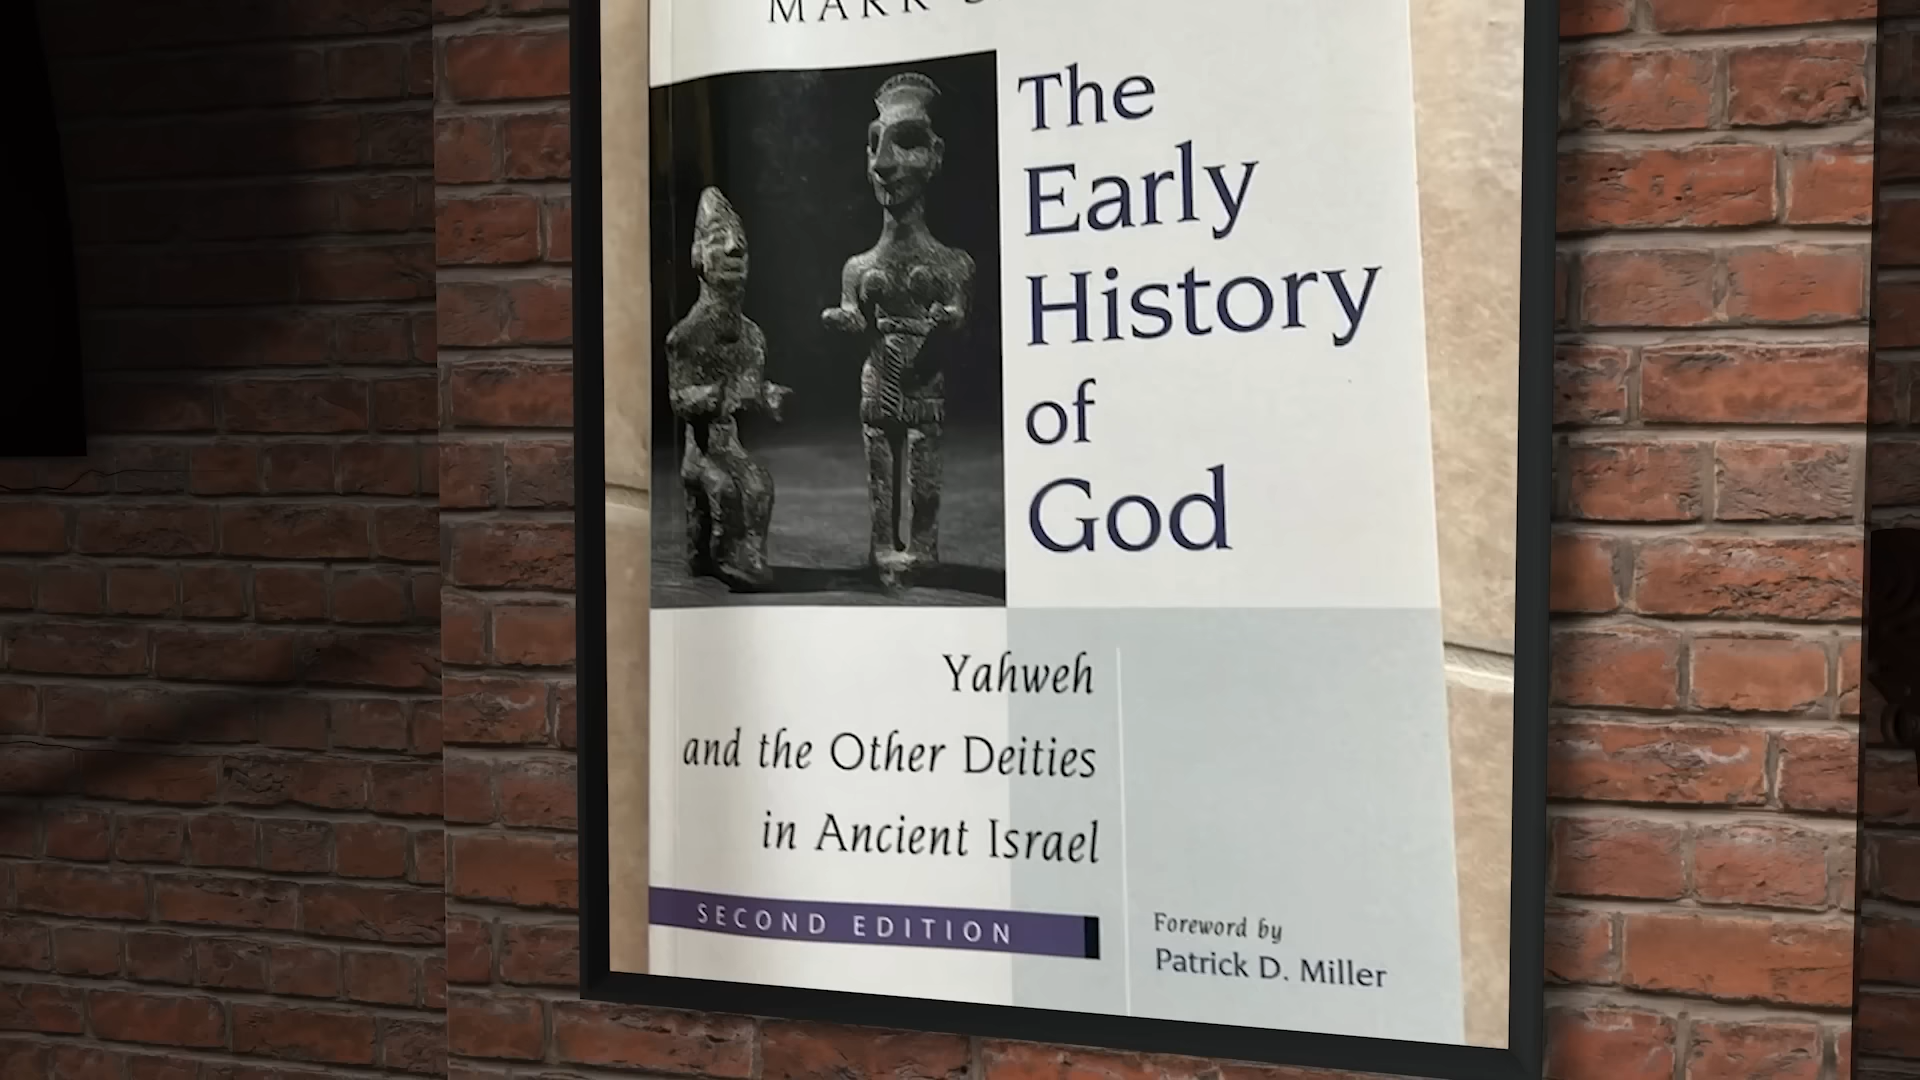 MARK S
The
Early
History
of
God
Yahweh
and the Other Deities
in Ancient Israel
SECOND EDITION
Foreword by
Patrick D. Miller